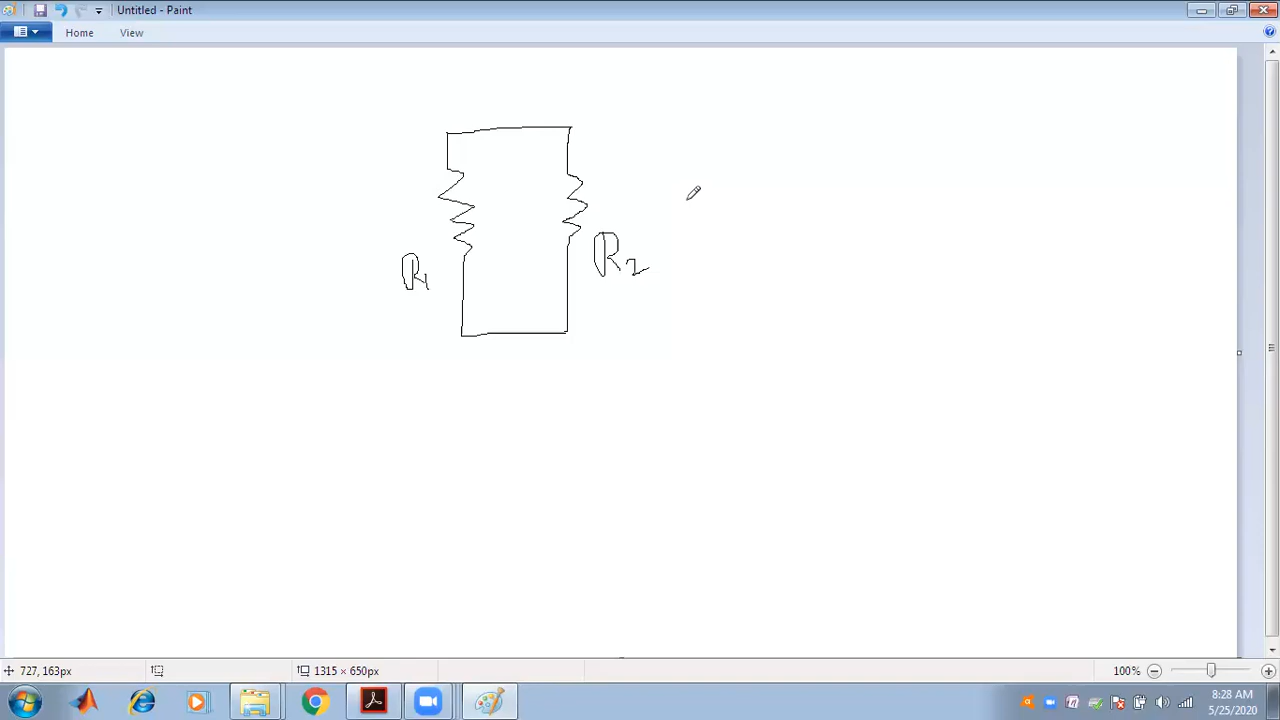 Untitled - Paint
Home View
R1
R2
727, 163px
1315 × 650px
100%
8:28 AM
5/25/2020